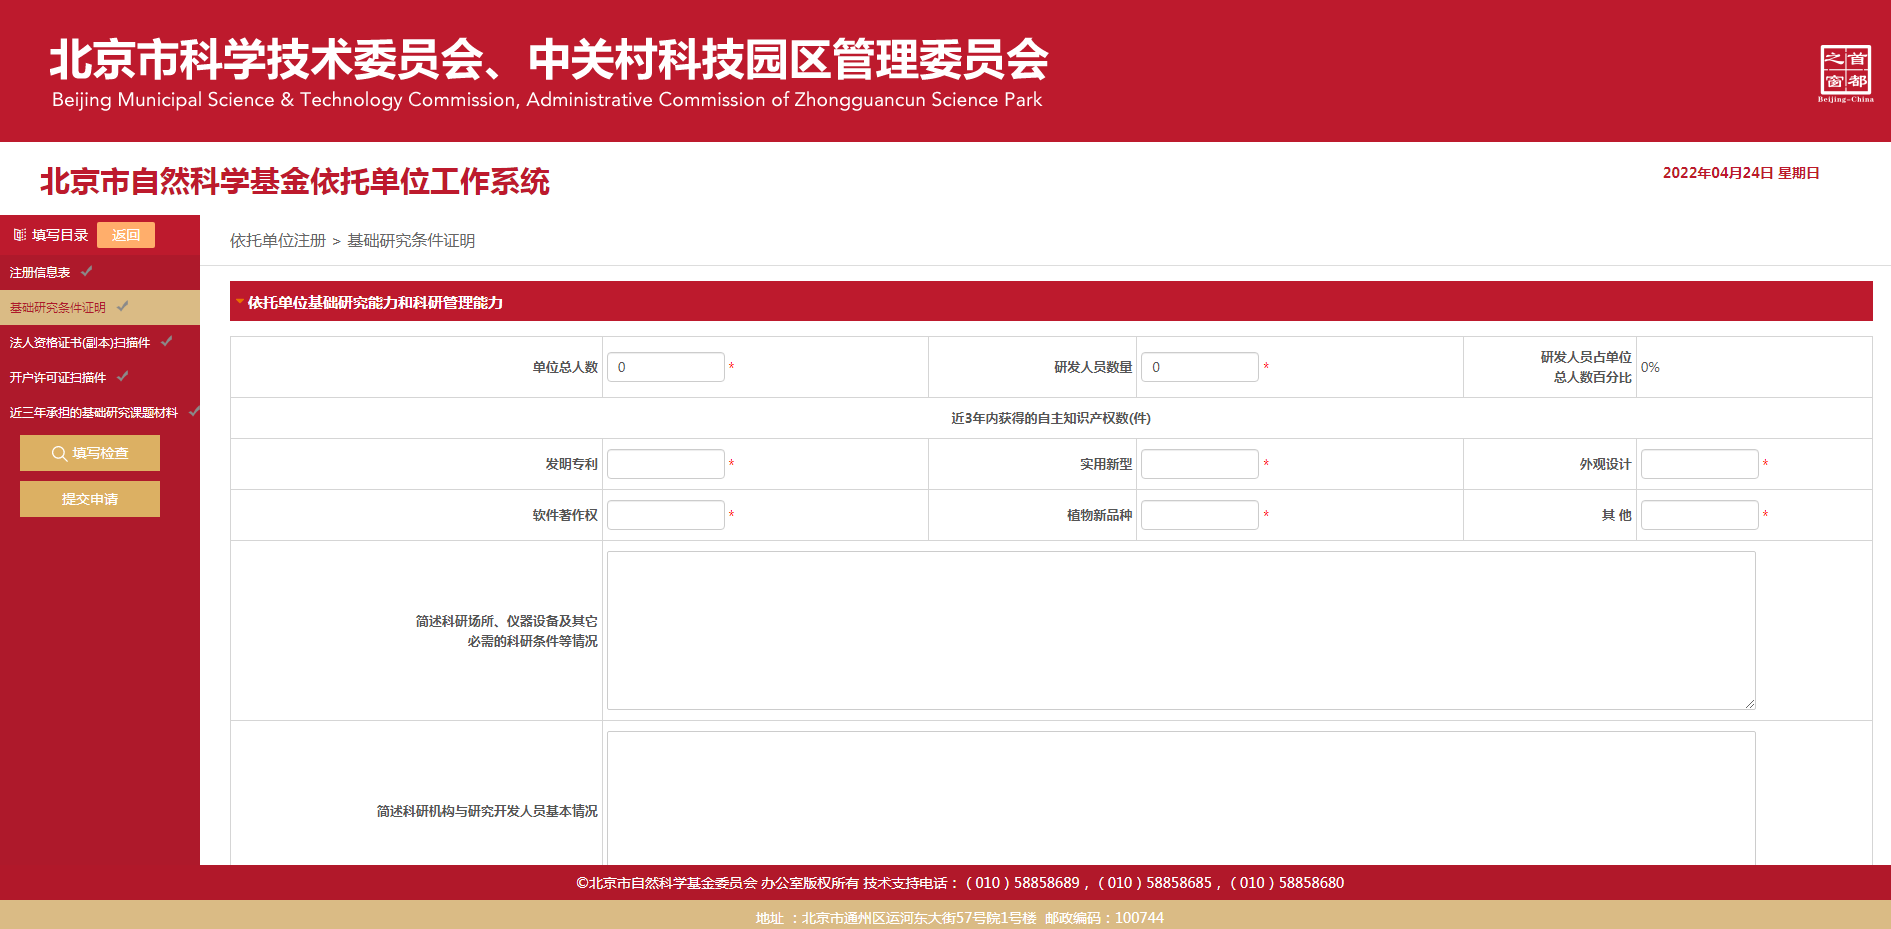 北京市科学技术委员会、中关村科技园区管理委员会
Beijing Municipal Science & Technology Commission, Administrative Commission of Zhongguancun Science Park
首都之窗
Beijing-China
北京市自然科学基金依托单位工作系统
2022年04月24日 星期日
填写目录 返回
注册信息表
基础研究条件证明
法人资格证书(副本)扫描件
开户许可证扫描件
近三年承担的基础研究课题材料
填写检查
提交申请
依托单位注册 > 基础研究条件证明
依托单位基础研究能力和科研管理能力
单位总人数 0 * 研发人员数量 0 * 研发人员占单位
总人数百分比 0%
近3年内获得的自主知识产权数(件)
发明专利 * 实用新型 * 外观设计 *
软件著作权 * 植物新品种 * 其 他 *
简述科研场所、仪器设备及其它
必需的科研条件等情况
简述科研机构与研究开发人员基本情况
©北京市自然科学基金委员会 办公室版权所有 技术支持电话：（010）58858689，（010）58858685，（010）58858680
地址 ：北京市通州区运河东大街57号院1号楼 邮政编码：100744